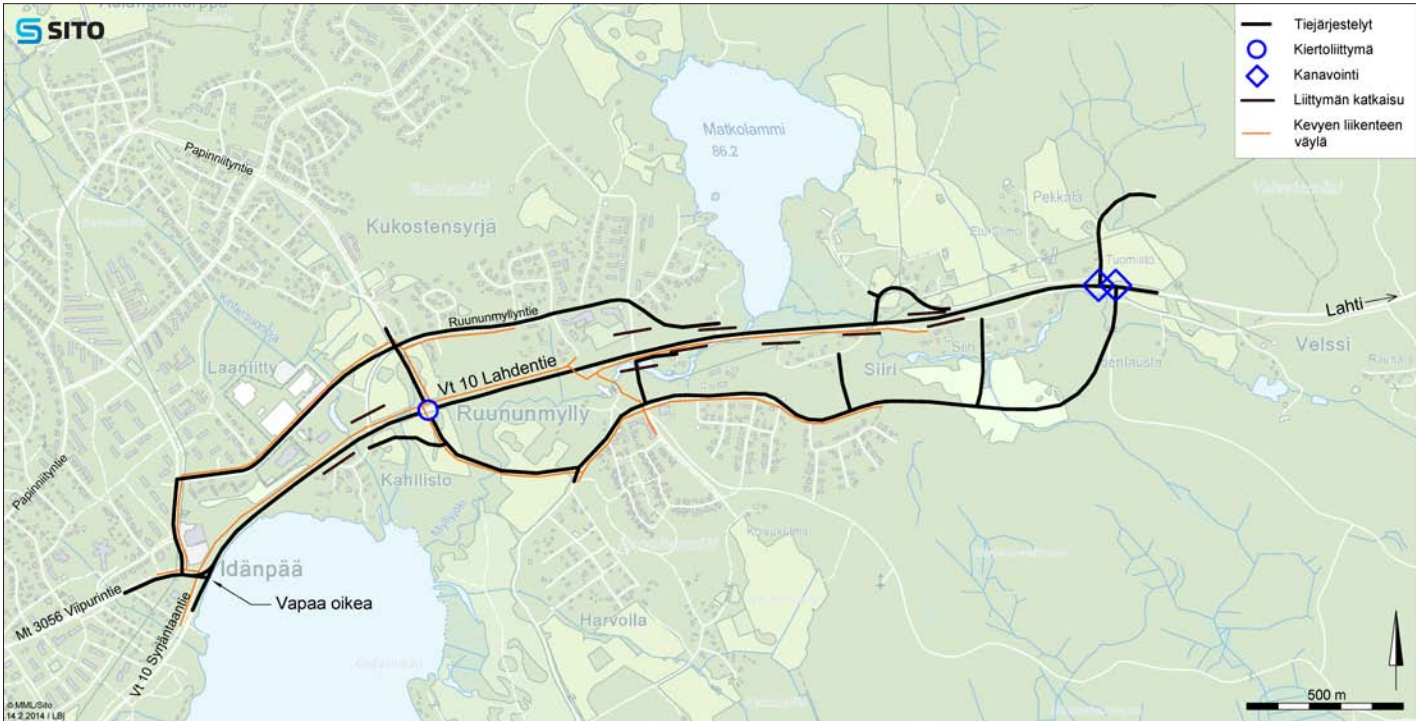 SITO
Tiejärjestelyt
Kiertoliittymä
Kanavointi
Liittymän katkaisu
Kevyen liikenteen
väylä
Matkolammi
86.2
Papinniityntie
Kukostensyrjä
Pekkala
Tuomisto
Lahti
Ruununmyllyntie
Velssi
Laaniitty
Vt 10 Lahdentie
Siiri
Siiri
Ruununmylly
Papinniityntie
Kahilisto
Myllyoja
Idänpää
Vapaa oikea
Mt 3056 Viipurintie
Vt 10 Syrjäntaantie
Harvoila
500 m
© MML/Sito
14.2.2014 / LBj